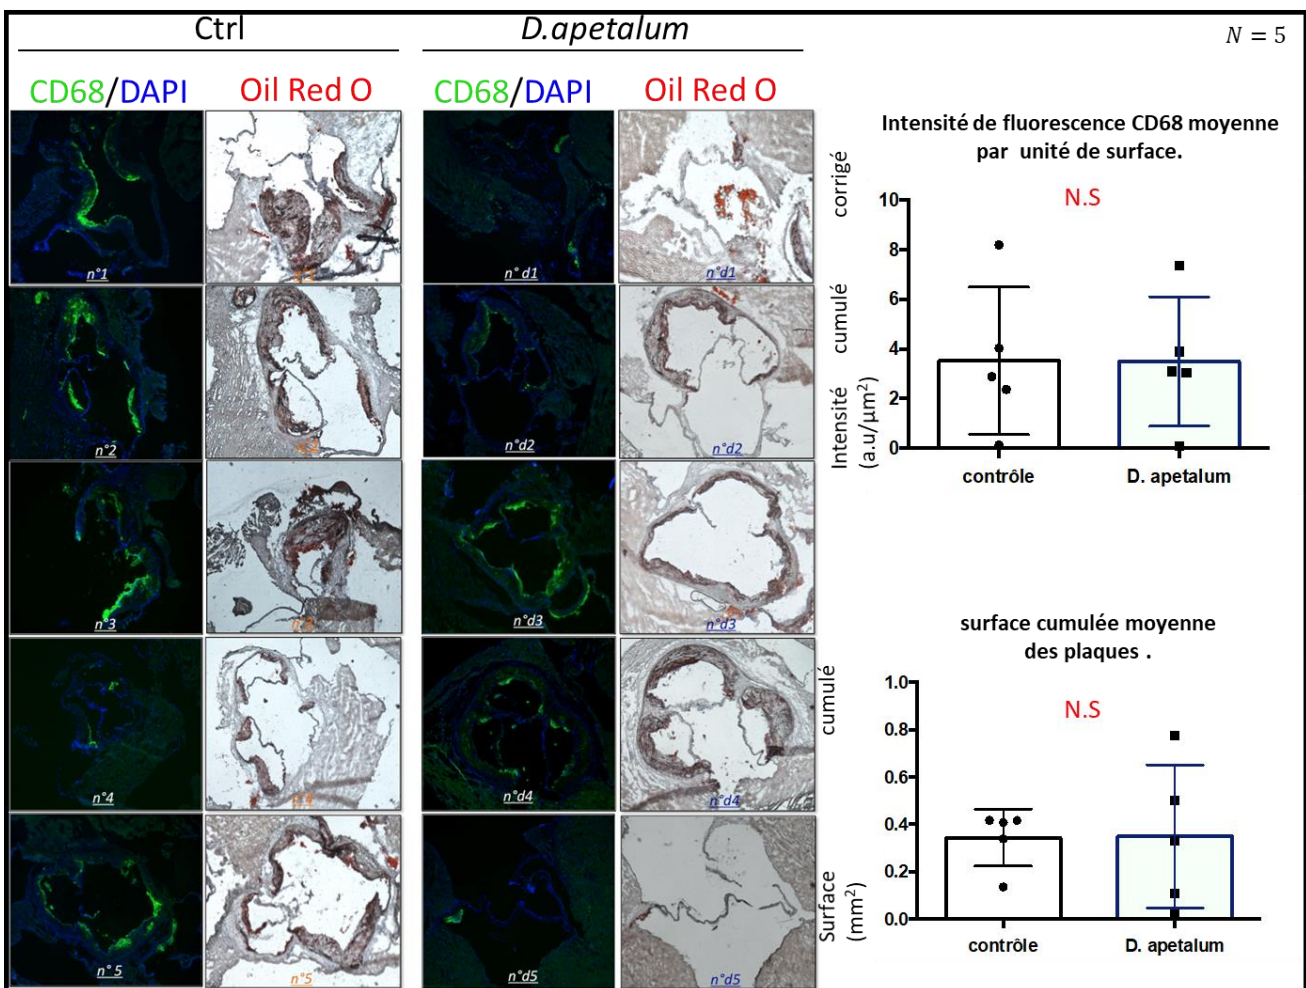 Ctrl
D.apetalum
N = 5
CD68/DAPI
Oil Red O
CD68/DAPI
Oil Red O
n°1
n° d1
n°d1
n°2
n°d2
n°d2
n°3
n°d3
n°d3
n°4
n°d4
n°d4
n° 5
n°5
n°d5
n°d5
Intensité de fluorescence CD68 moyenne
par unité de surface.
N.S
Intensité cumulé corrigé
(a.u/µm²)
10
8
6
4
2
0
contrôle
D. apetalum
surface cumulée moyenne
des plaques .
N.S
Surface cumulé
(mm²)
1.0
0.8
0.6
0.4
0.2
0.0
contrôle
D. apetalum